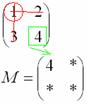 ( 1 2
3 4 )
M = ( 4 *
* * )